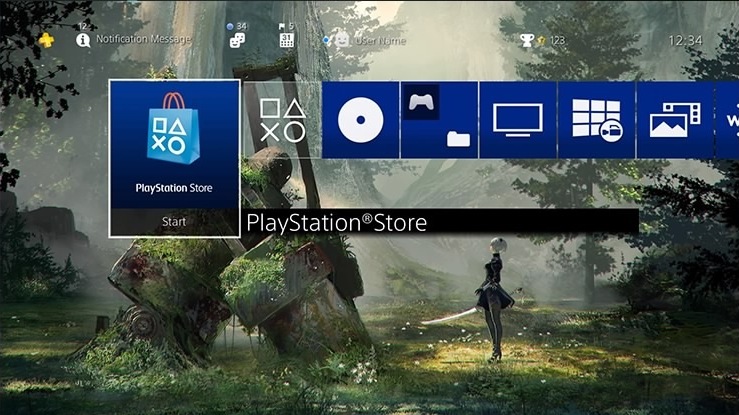 12
34
5
Notification Message
31
User Name
123
12:34
PlayStation Store
Start
PlayStation®Store